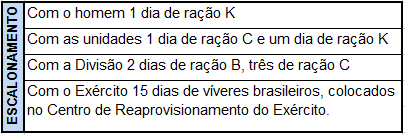 ESCALONAMENTO
Com o homem 1 dia de ração K
Com as unidades 1 dia de ração C e um dia de ração K
Com a Divisão 2 dias de ração B, três de ração C
Com o Exército 15 dias de víveres brasileiros, colocados
no Centro de Reaprovisionamento do Exército.